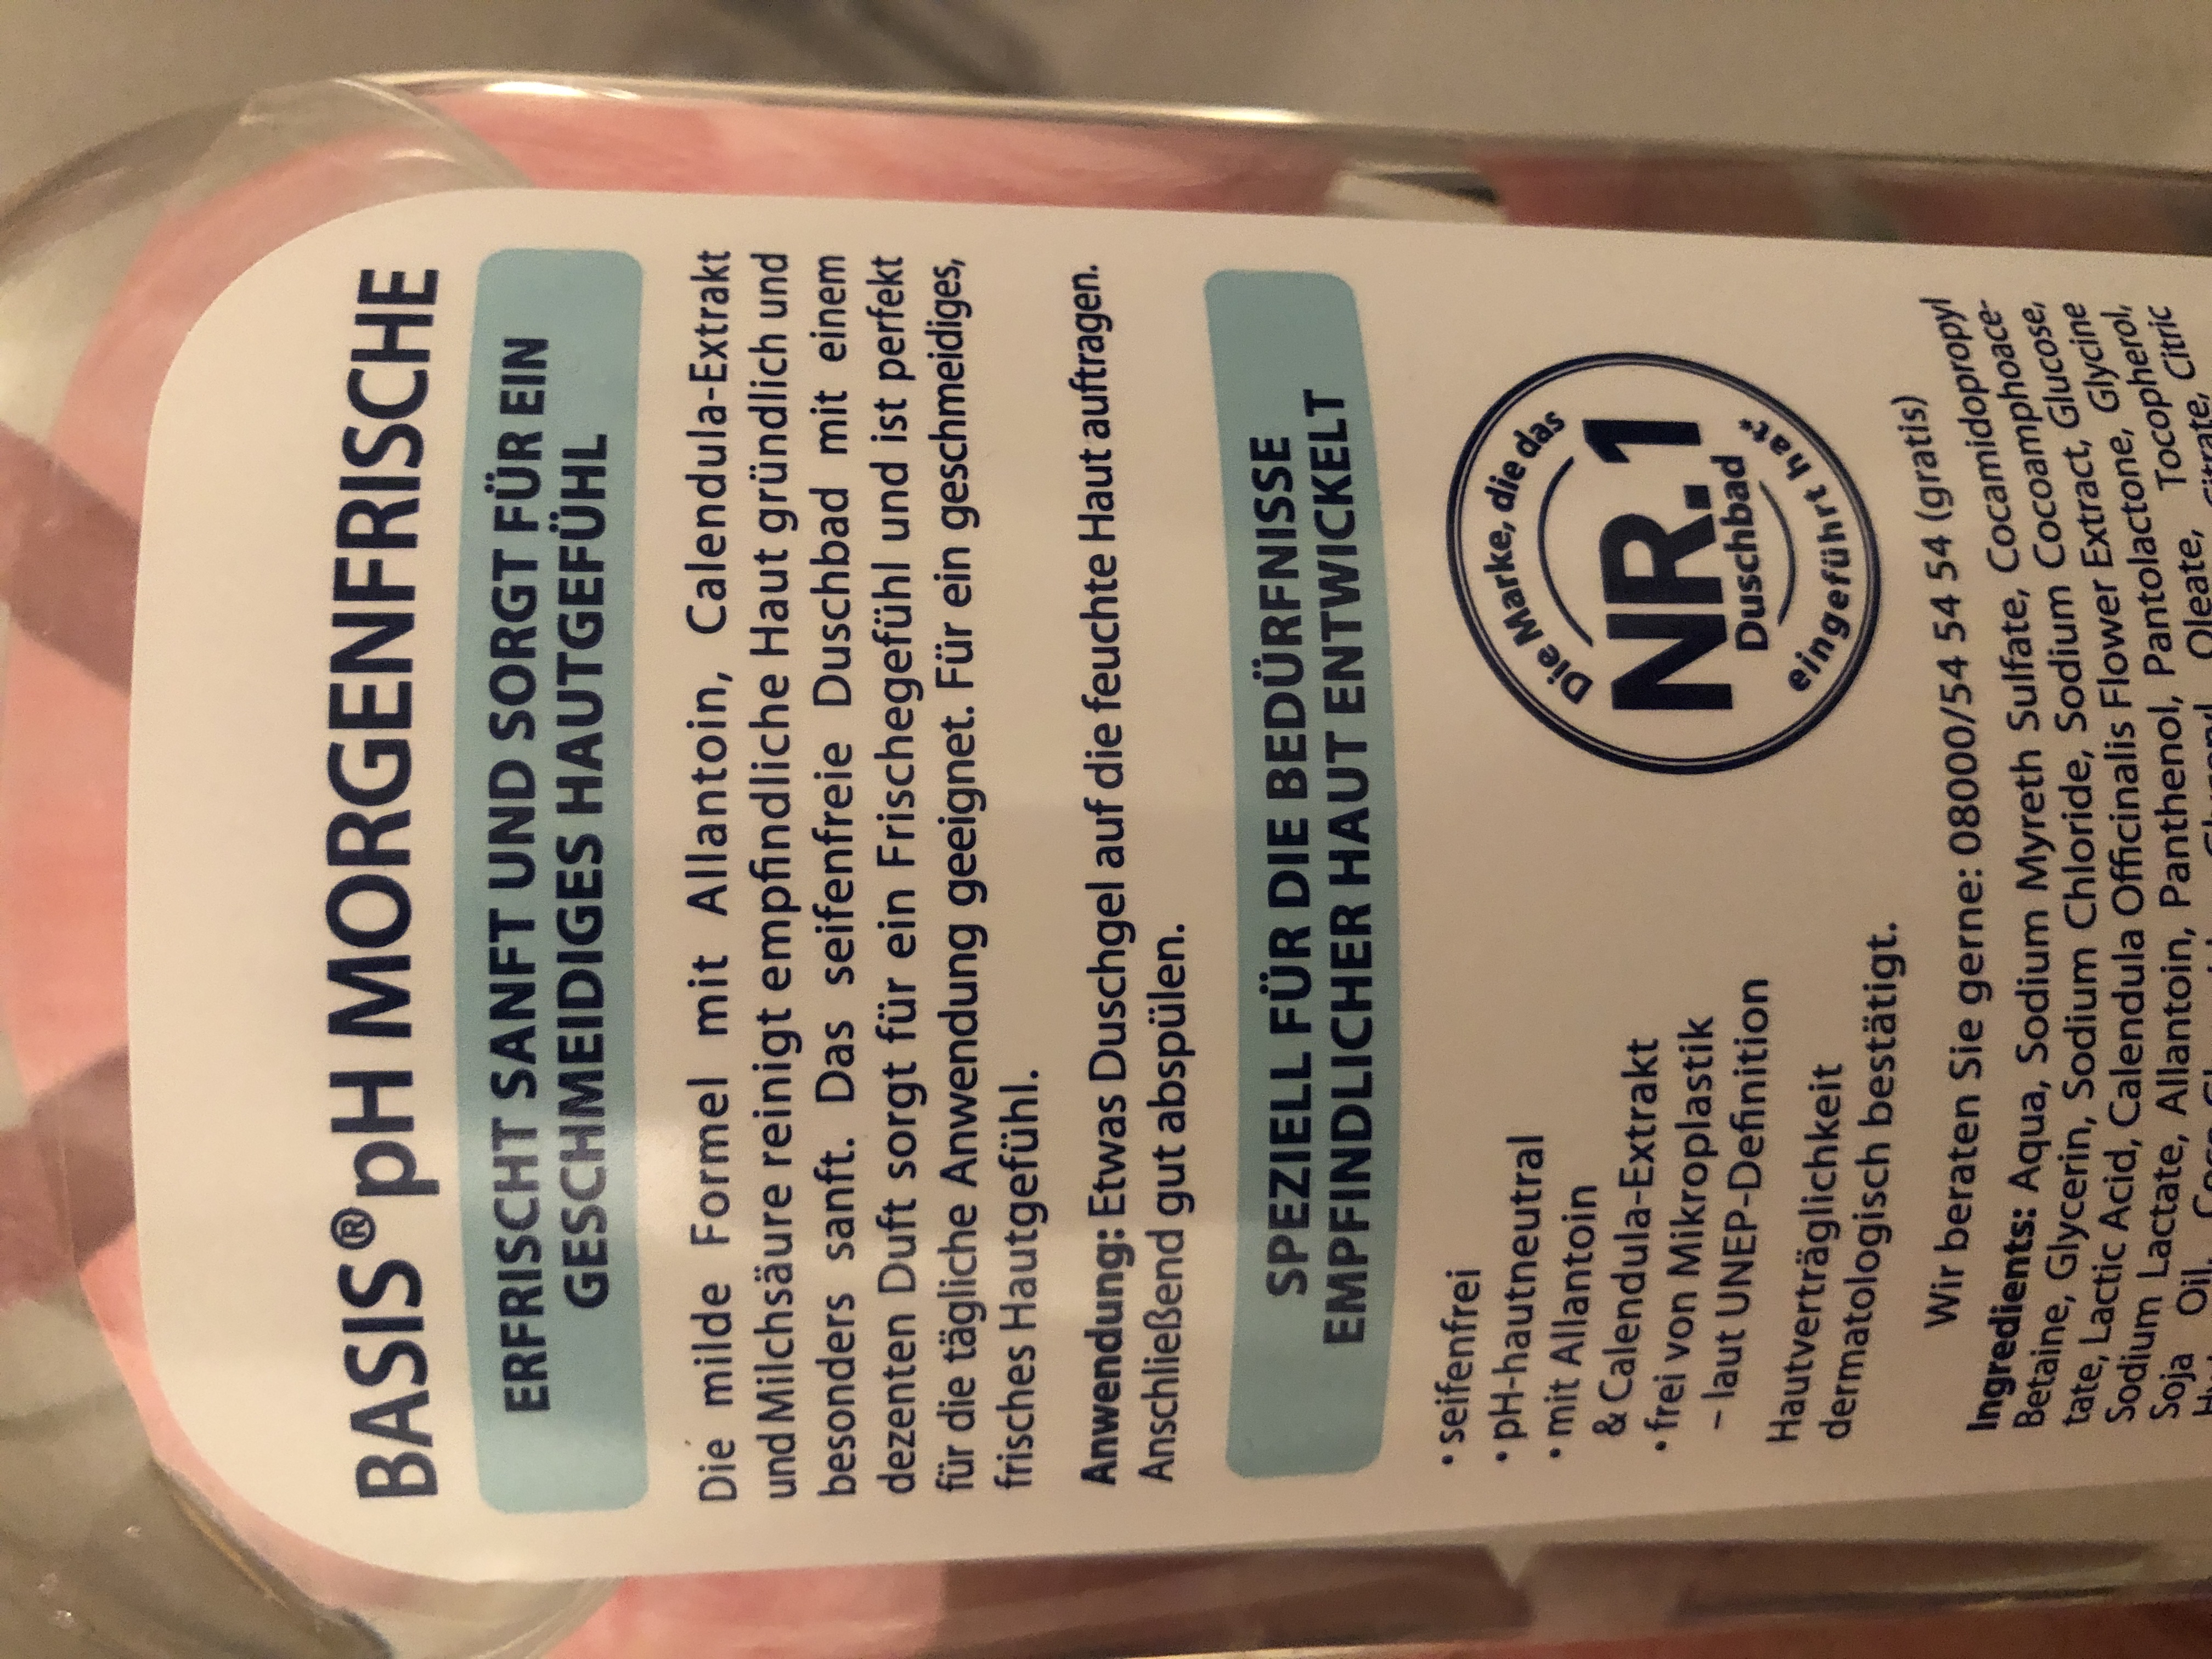 BASIS® pH MORGENFRISCHE
ERFRISCHT SANFT UND SORGT FÜR EIN
GESCHMEIDIGES HAUTGEFÜHL
Die milde Formel mit Allantoin, Calendula-Extrakt
und Milchsäure reinigt empfindliche Haut gründlich und
besonders sanft. Das seifenfreie Duschbad mit einem
dezenten Duft sorgt für ein Frischegefühl und ist perfekt
für die tägliche Anwendung geeignet. Für ein geschmeidiges,
frisches Hautgefühl.
Anwendung: Etwas Duschgel auf die feuchte Haut auftragen.
Anschließend gut abspülen.
SPEZIELL FÜR DIE BEDÜRFNISSE
EMPFINDLICHER HAUT ENTWICKELT
• seifenfrei
• pH-hautneutral
• mit Allantoin
& Calendula-Extrakt
• frei von Mikroplastik
– laut UNEP-Definition
Hautverträglichkeit
dermatologisch bestätigt.
Die Marke, die das
NR. 1
Duschbad
eingeführt hat
Wir beraten Sie gerne: 08000/54 54 54 (gratis)
Ingredients: Aqua, Sodium Myreth Sulfate, Cocamidopropyl
Betaine, Glycerin, Sodium Chloride, Sodium Cocoamphoace-
tate, Lactic Acid, Calendula Officinalis Flower Extract, Glycine
Sodium Lactate, Allantoin, Panthenol, Pantolactone, Glycerol,
Soja Oil, Oleate, Tocopherol, Citric